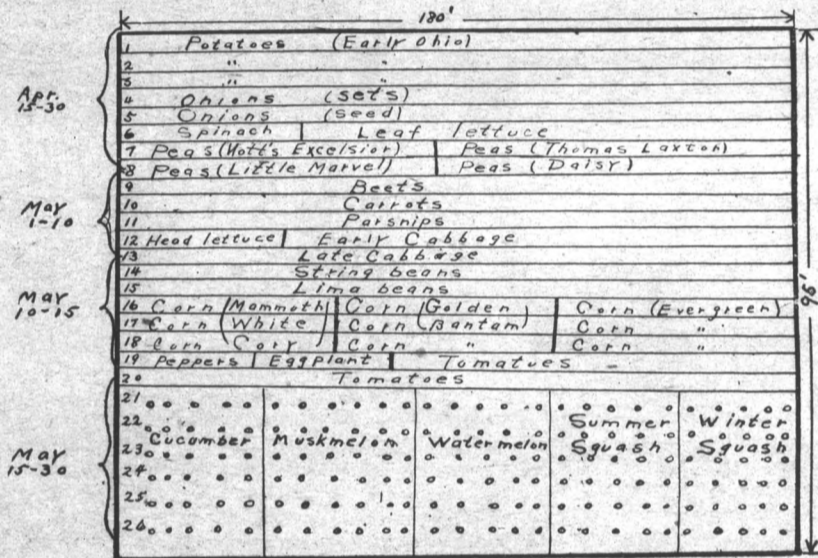 180'
Apr. 15-30
1 Potatoes (Early Ohio)
2 " "
3 " "
4 Onions (sets)
5 Onions (seed)
6 Spinach Leaf lettuce
7 Peas (Nott's Excelsior) Peas (Thomas Laxton)
8 Peas (Little Marvel) Peas (Daisy)
May 1-10
9 Beets
10 Carrots
11 Parsnips
12 Head lettuce Early Cabbage
13 Late Cabbage
May 10-15
14 String beans
15 Lima beans
16 Corn (Mammoth Corn (Golden Corn (Evergreen)
17 Corn White Corn Bantam) Corn "
18 Corn Cory) Corn " Corn "
19 Peppers Eggplant Tomatoes
20 Tomatoes
May 15-30
21
22 Cucumber Muskmelon Watermelon Summer Squash Winter Squash
23
24
25
26
96'